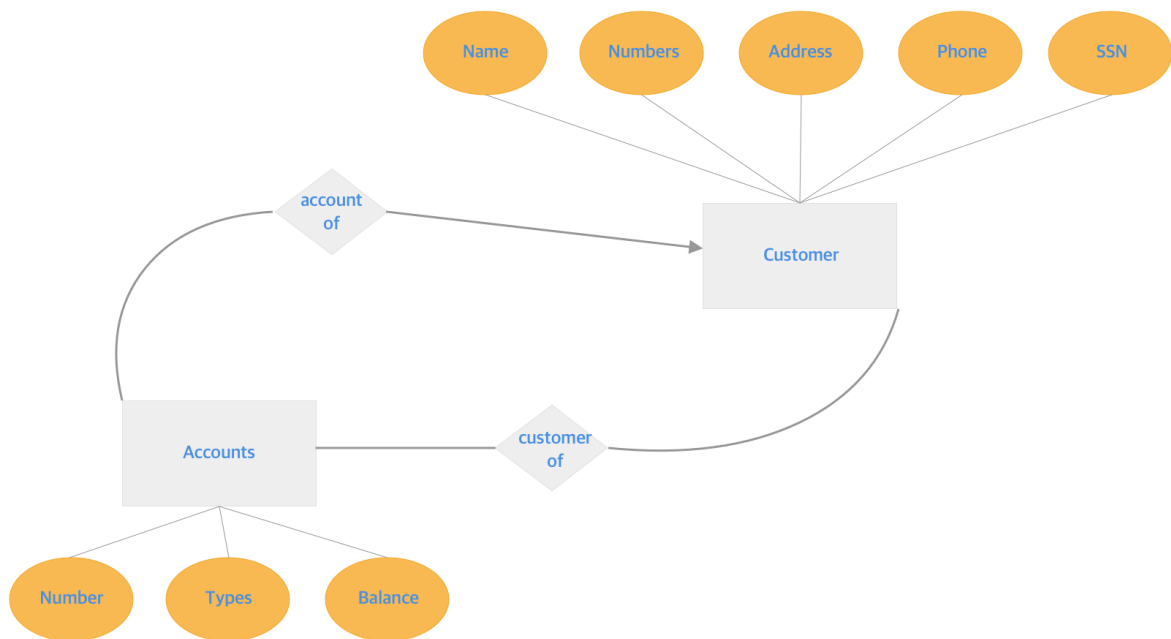 Name
Numbers
Address
Phone
SSN
account
of
Customer
customer
of
Accounts
Number
Types
Balance